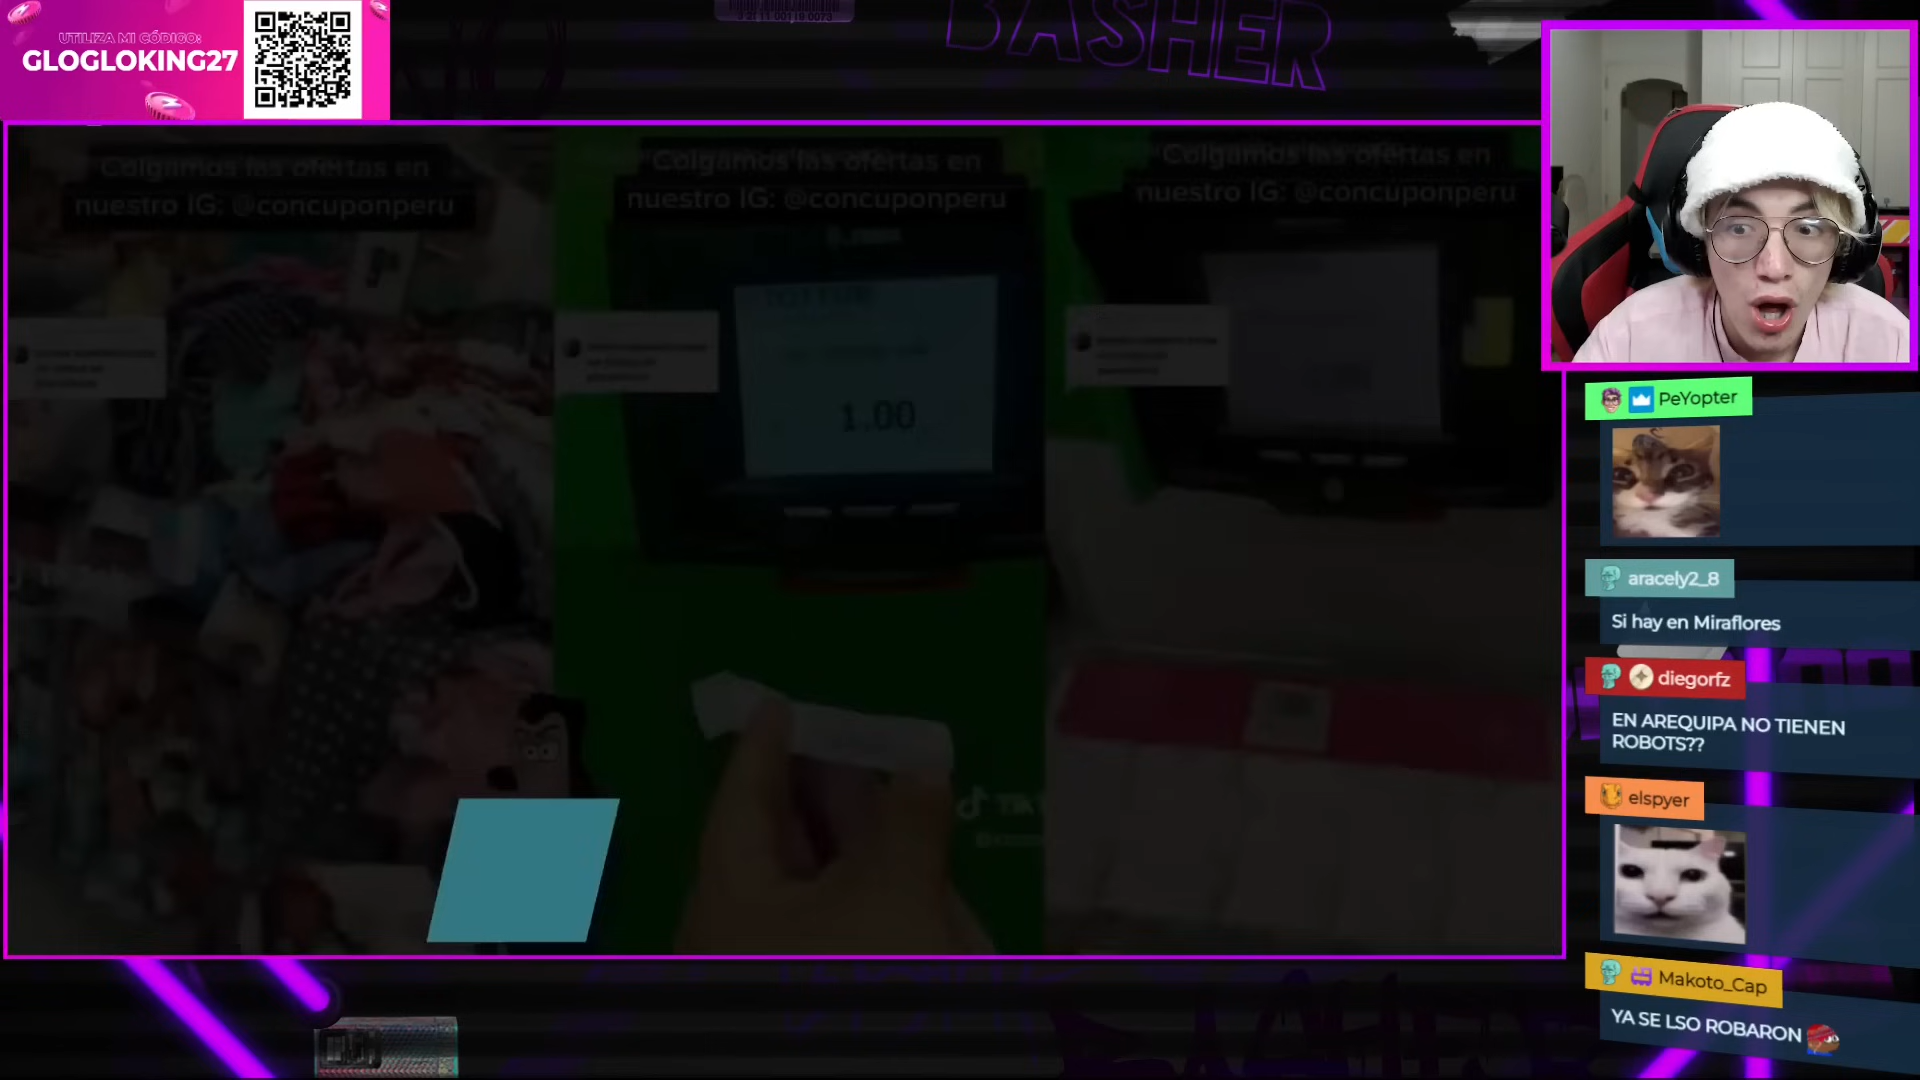 UTILIZA MI CÓDIGO:
GLOGLOKING27
BASHER
Colgamos las ofertas en
nuestro IG: @concuponperu
Colgamos las ofertas en
nuestro IG: @concuponperu
Colgamos las ofertas en
nuestro IG: @concuponperu
1.00
PeYopter
aracely2_8
Si hay en Miraflores
diegorfz
EN AREQUIPA NO TIENEN
ROBOTS??
elspyer
Makoto_Cap
YA SE LSO ROBARON